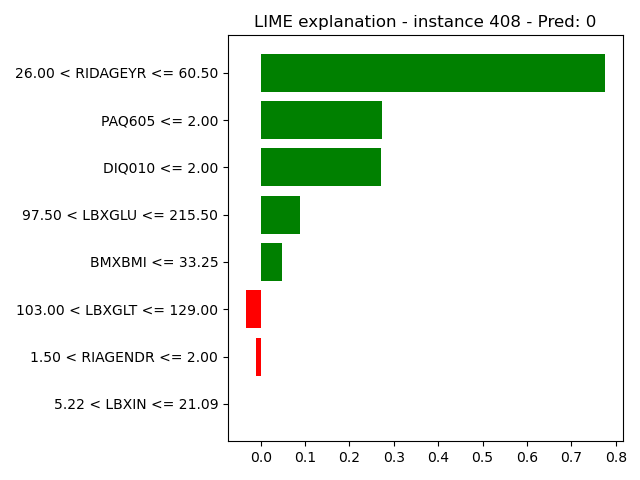 LIME explanation - instance 408 - Pred: 0
26.00 < RIDAGEYR <= 60.50
PAQ605 <= 2.00
DIQ010 <= 2.00
97.50 < LBXGLU <= 215.50
BMXBMI <= 33.25
103.00 < LBXGLT <= 129.00
1.50 < RIAGENDR <= 2.00
5.22 < LBXIN <= 21.09
0.0 0.1 0.2 0.3 0.4 0.5 0.6 0.7 0.8